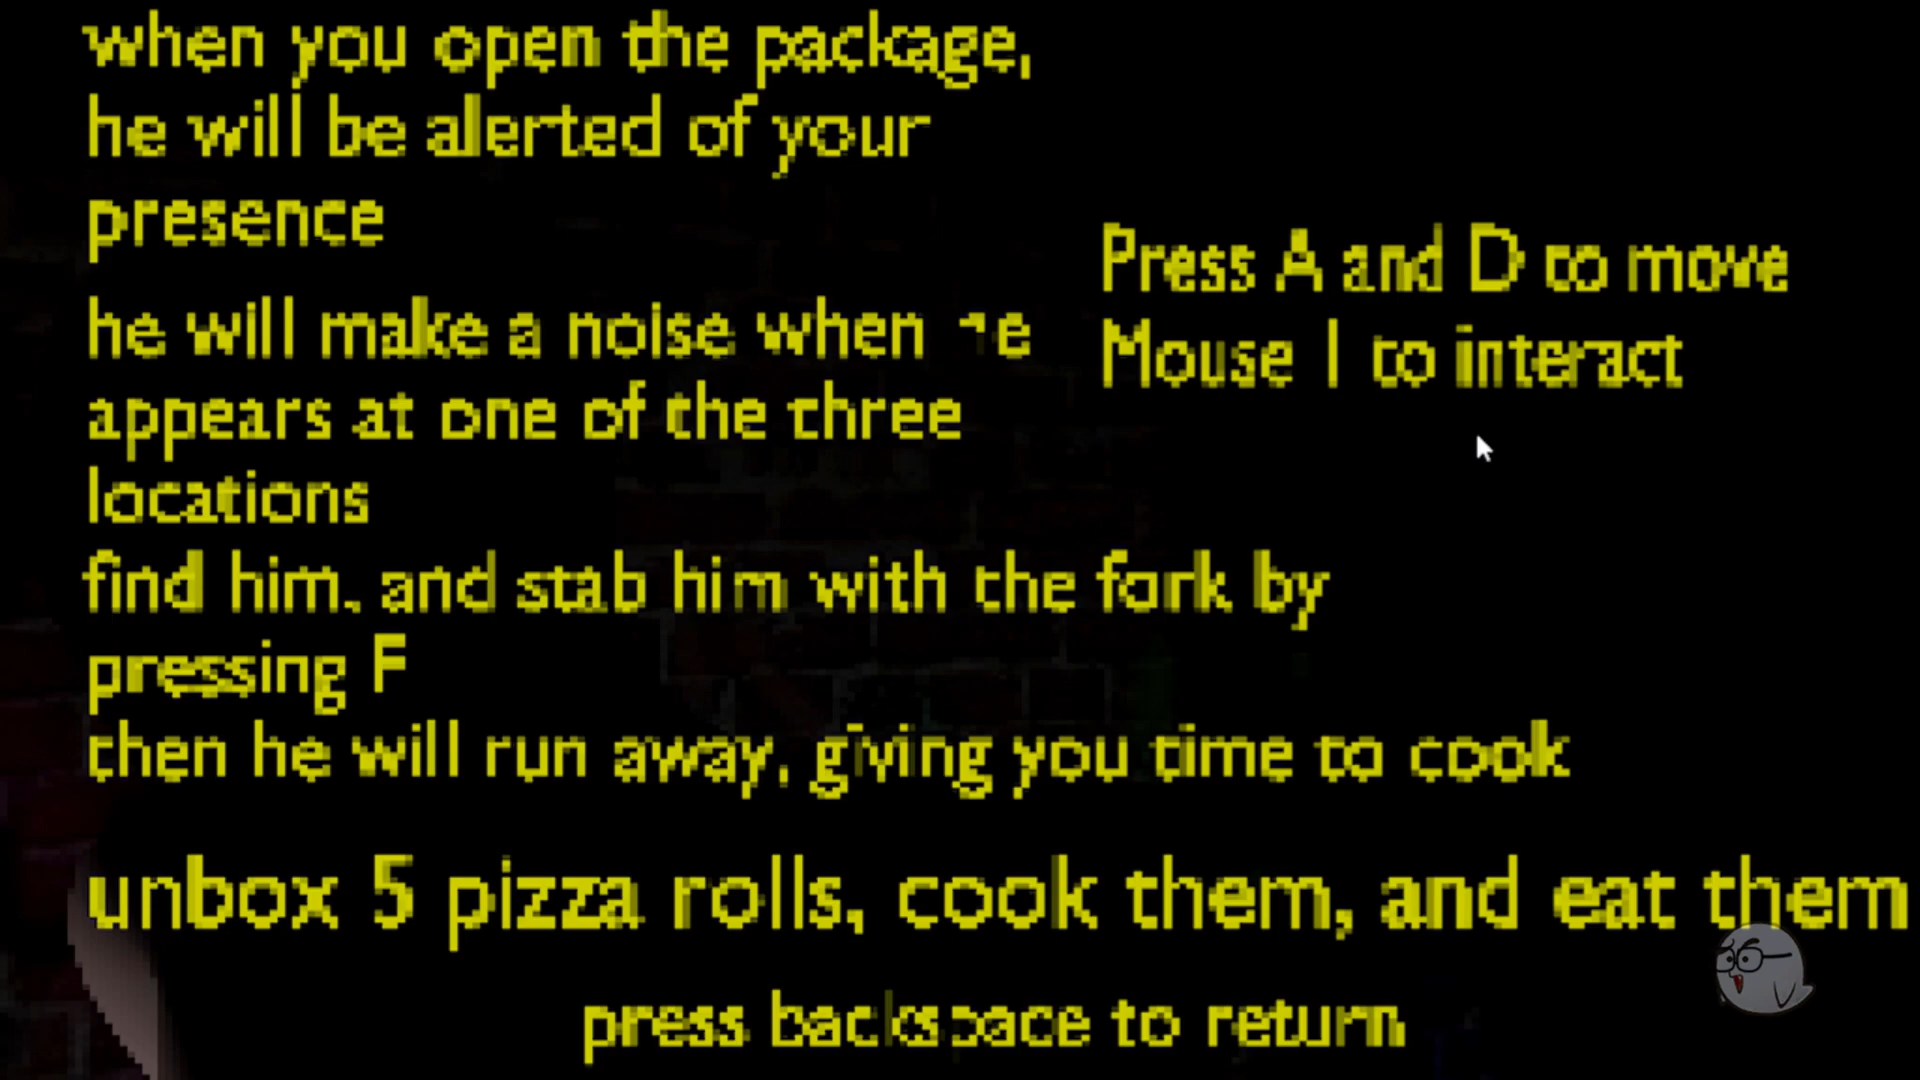 when you open the package,
he will be alerted of your
presence
he will make a noise when he
appears at one of the three
locations
find him, and stab him with the fork by
pressing F
then he will run away, giving you time to cook
unbox 5 pizza rolls, cook them, and eat them
press backspace to return
Press A and D to move
Mouse 1 to interact